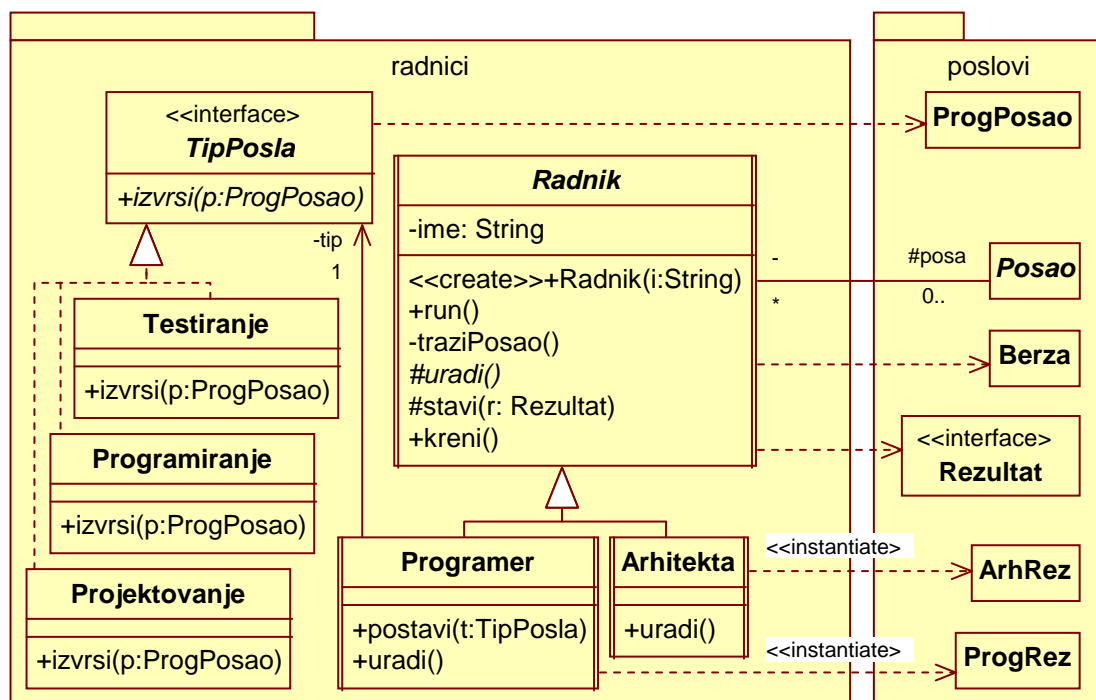 radnici
<<interface>>
TipPosla
+izvrsi(p:ProgPosao)
-tip
1
Testiranje
+izvrsi(p:ProgPosao)
Programiranje
+izvrsi(p:ProgPosao)
Projektovanje
+izvrsi(p:ProgPosao)
Radnik
-ime: String
<<create>>+Radnik(i:String)
+run()
-traziPosao()
#uradi()
#stavi(r: Rezultat)
+kreni()
Programer
+postavi(t:TipPosla)
+uradi()
Arhitekta
+uradi()
-
*
#posa
0..
<<instantiate>>
<<instantiate>>
poslovi
ProgPosao
Posao
Berza
<<interface>>
Rezultat
ArhRez
ProgRez